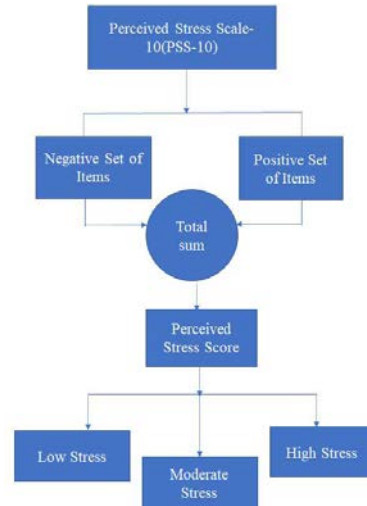 Perceived Stress Scale-
10(PSS-10)
Negative Set of
Items
Positive Set
of Items
Total
sum
Perceived
Stress Score
Low Stress
Moderate
Stress
High Stress